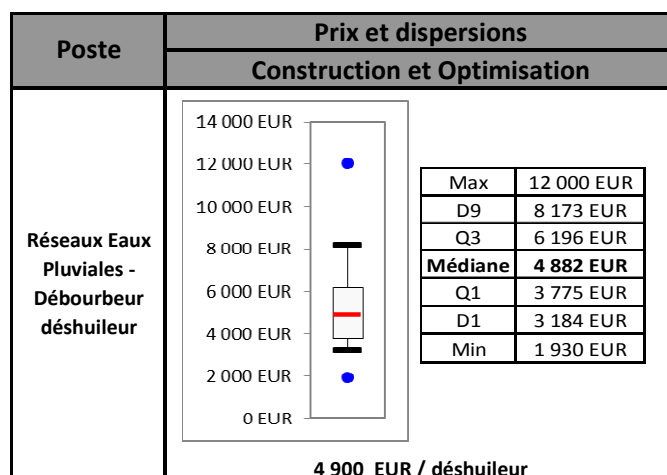 Poste
Prix et dispersions
Construction et Optimisation
Réseaux Eaux
Pluviales -
Débourbeur
déshuileur
14 000 EUR
12 000 EUR
10 000 EUR
8 000 EUR
6 000 EUR
4 000 EUR
2 000 EUR
0 EUR
Max 12 000 EUR
D9 8 173 EUR
Q3 6 196 EUR
Médiane 4 882 EUR
Q1 3 775 EUR
D1 3 184 EUR
Min 1 930 EUR
4 900 EUR / déshuileur